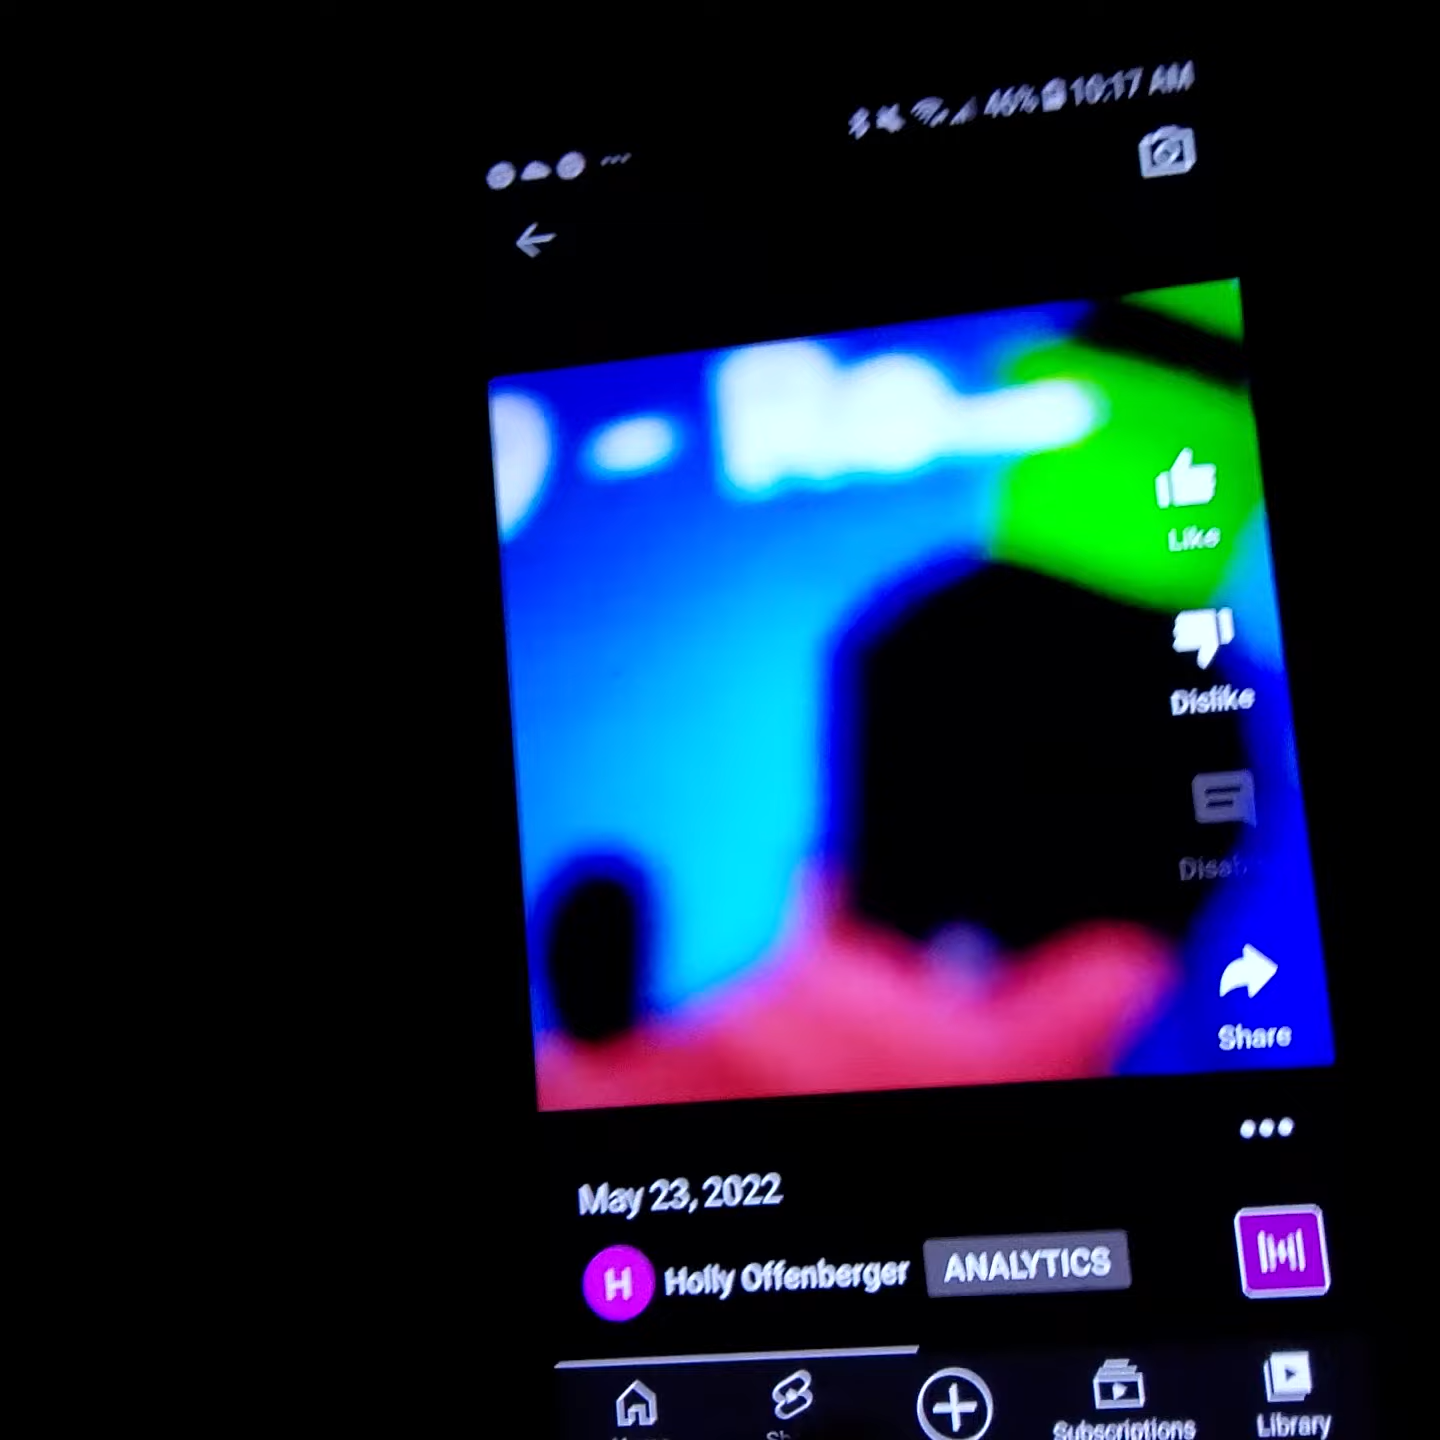 46% 10:17 AM
Like
Dislike
Share
May 23, 2022
H Holly Offenberger ANALYTICS
Subscriptions
Library